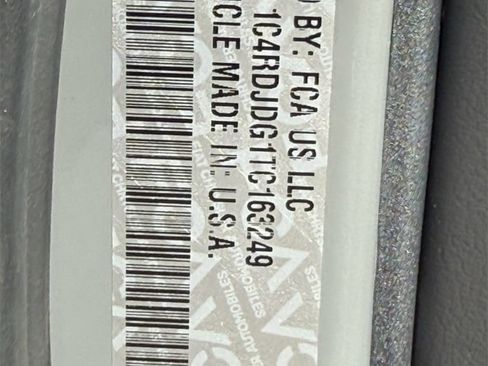 D BY: FCA US LLC
1C4RDJDG1TC163249
CLE MADE IN: U.S.A.